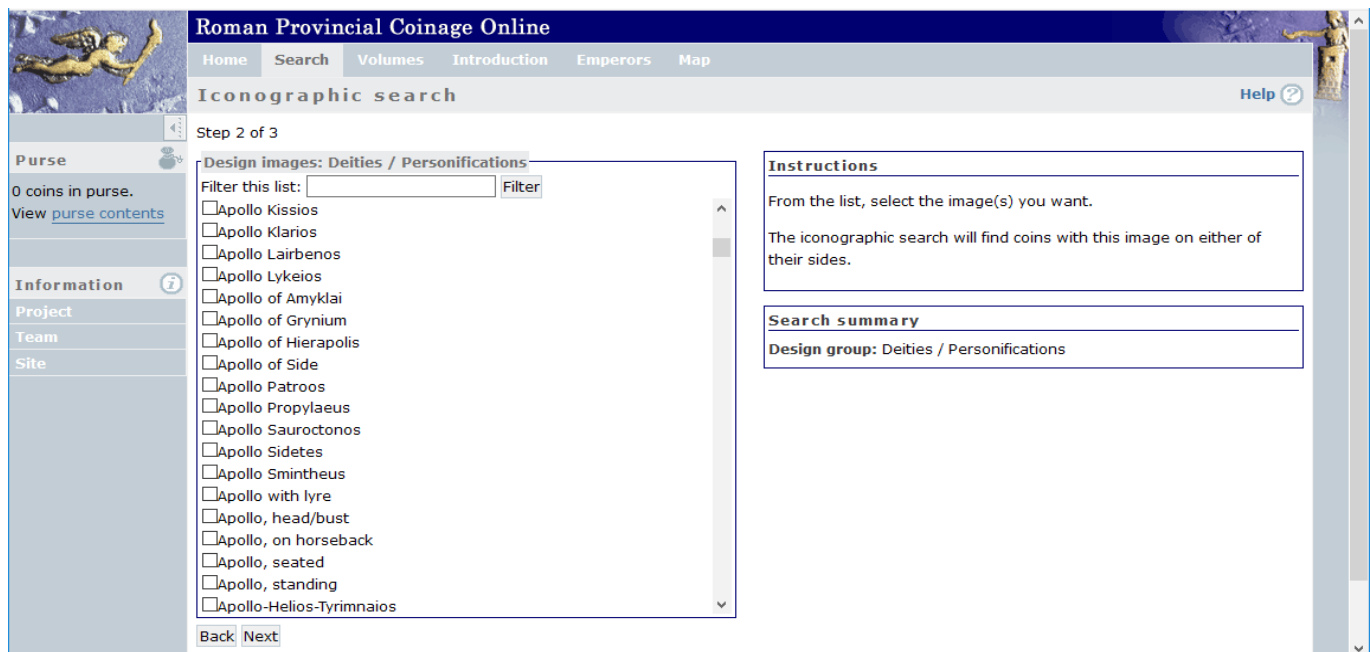 Roman Provincial Coinage Online
Home Search Volumes Introduction Emperors Map
Iconographic search
Help ?
Step 2 of 3
Purse
0 coins in purse.
View purse contents
Information i
Project
Team
Site
Design images: Deities / Personifications
Filter this list: Filter
Apollo Kissios
Apollo Klarios
Apollo Lairbenos
Apollo Lykeios
Apollo of Amyklai
Apollo of Grynium
Apollo of Hierapolis
Apollo of Side
Apollo Patroos
Apollo Propylaeus
Apollo Sauroctonos
Apollo Sidetes
Apollo Smintheus
Apollo with lyre
Apollo, head/bust
Apollo, on horseback
Apollo, seated
Apollo, standing
Apollo-Helios-Tyrimnaios
Back Next
Instructions
From the list, select the image(s) you want.
The iconographic search will find coins with this image on either of
their sides.
Search summary
Design group: Deities / Personifications